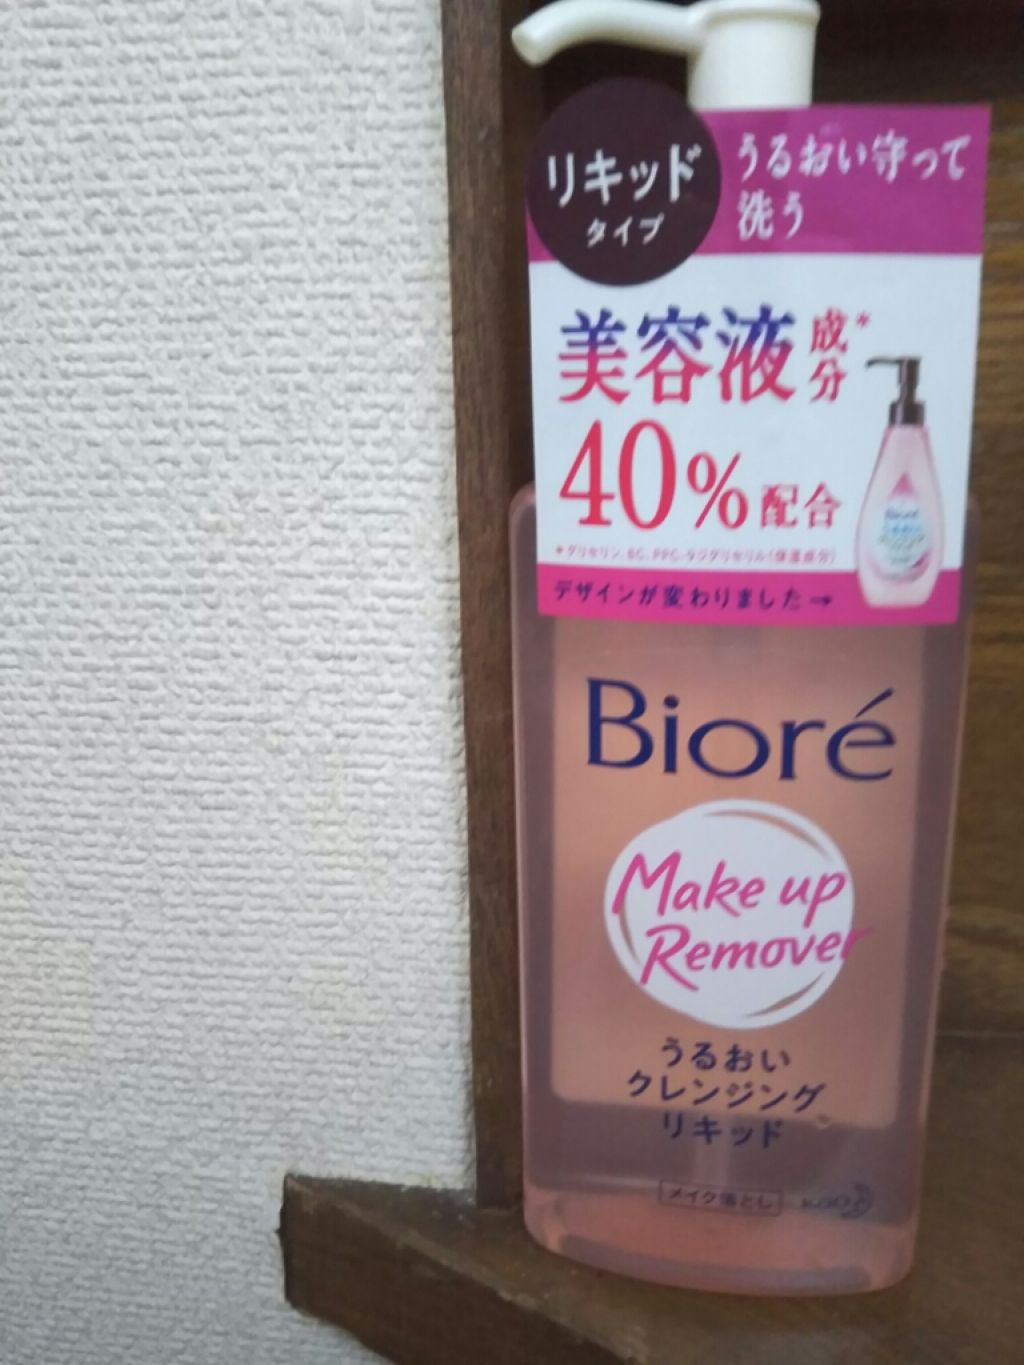 リキッド
タイプ
うるおい守って
洗う
美容液成分*
40%配合
*グリセリン、BG、PPG-9ジグリセリル(保湿成分)
デザインが変わりました→
Bioré
Make up
Remover
うるおい
クレンジング
リキッド
メイク落とし